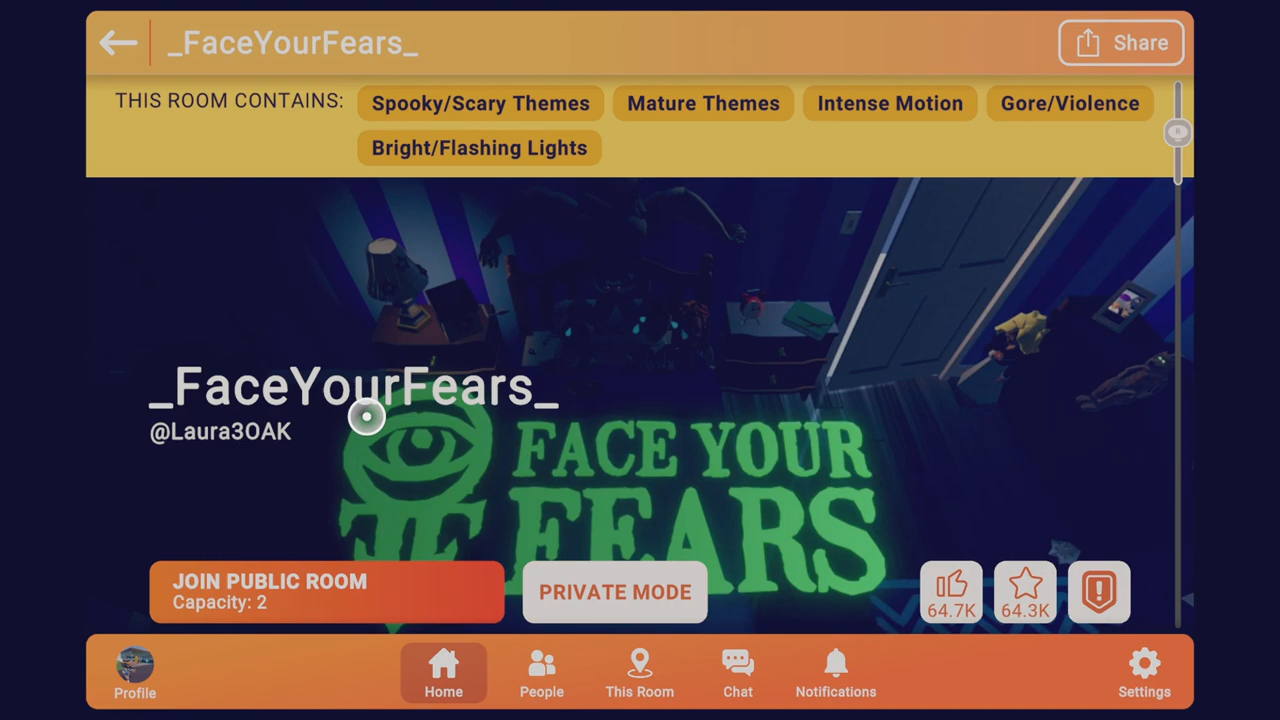 _FaceYourFears_
Share
THIS ROOM CONTAINS:
Spooky/Scary Themes
Mature Themes
Intense Motion
Gore/Violence
Bright/Flashing Lights
_FaceYourFears_
@Laura3OAK
FACE YOUR
FEARS
JOIN PUBLIC ROOM
Capacity: 2
PRIVATE MODE
64.7K
64.3K
Profile
Home
People
This Room
Chat
Notifications
Settings